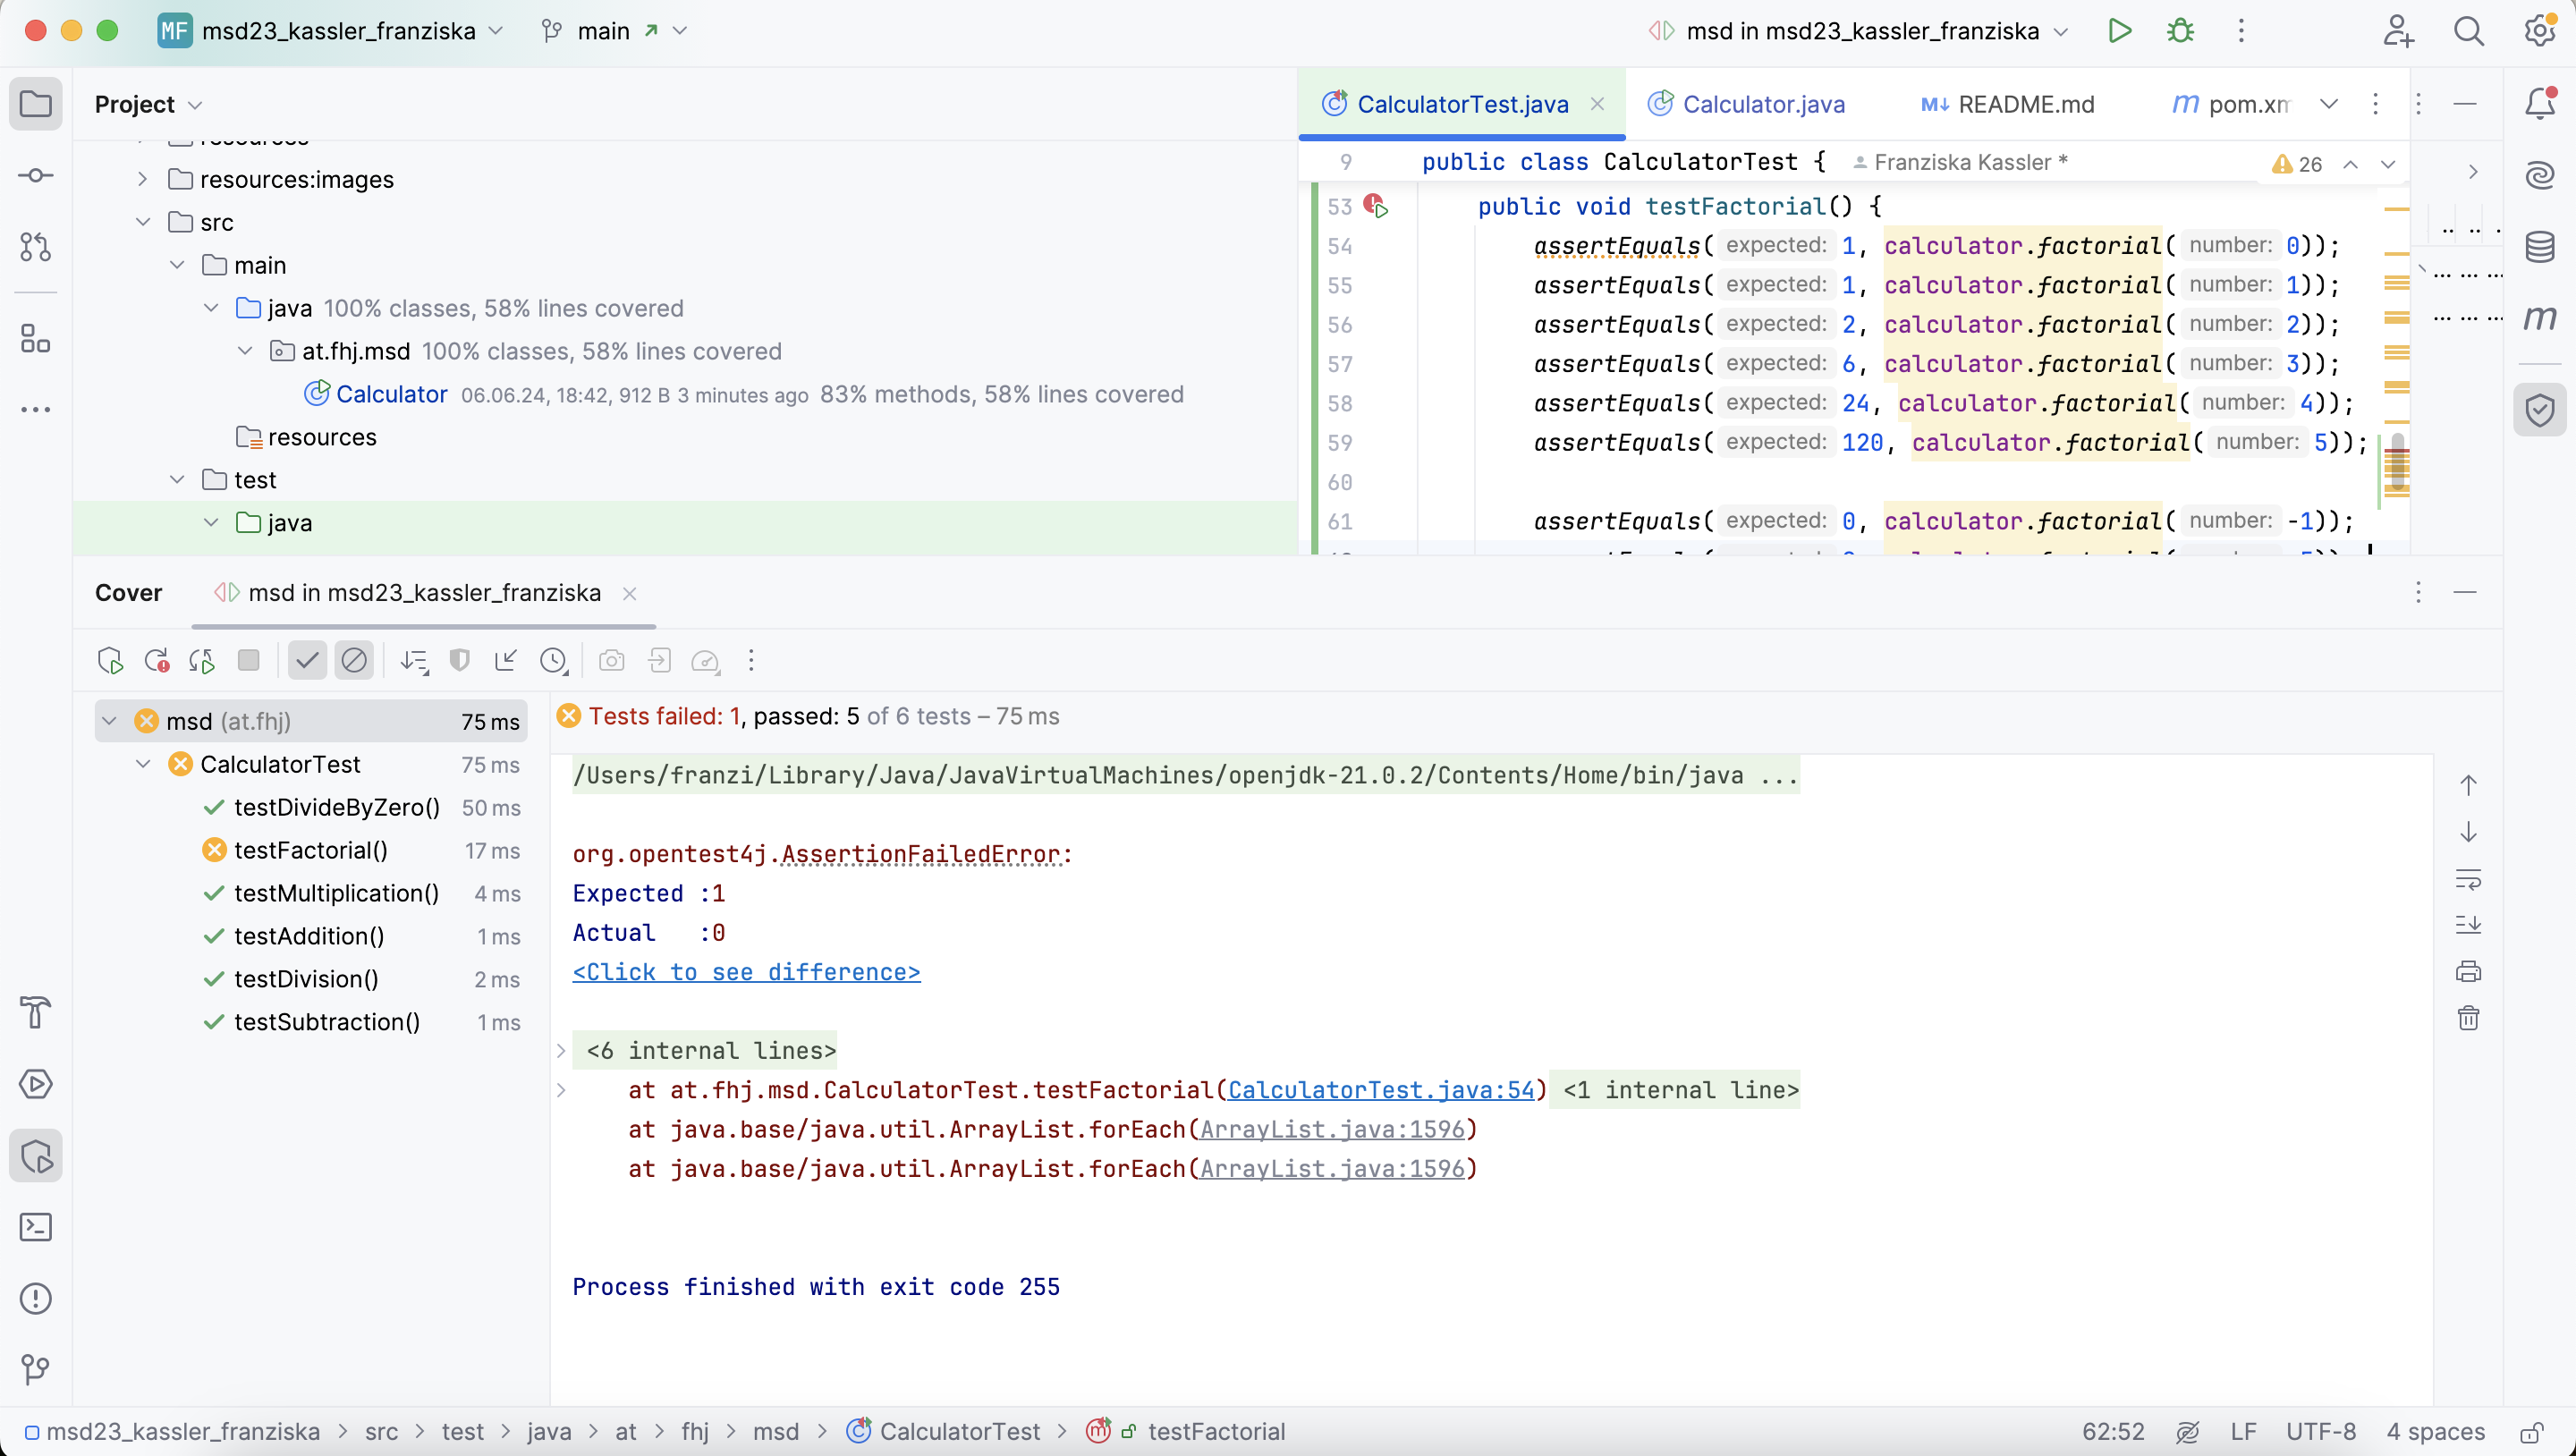 MF msd23_kassler_franziska main msd in msd23_kassler_franziska
Project
resources:images
src
main
java 100% classes, 58% lines covered
at.fhj.msd 100% classes, 58% lines covered
Calculator 06.06.24, 18:42, 912 B 3 minutes ago 83% methods, 58% lines covered
resources
test
java
CalculatorTest.java Calculator.java M↓ README.md m pom.xm
9 public class CalculatorTest { Franziska Kassler * 26
53 public void testFactorial() {
54 assertEquals( expected: 1, calculator.factorial( number: 0));
55 assertEquals( expected: 1, calculator.factorial( number: 1));
56 assertEquals( expected: 2, calculator.factorial( number: 2));
57 assertEquals( expected: 6, calculator.factorial( number: 3));
58 assertEquals( expected: 24, calculator.factorial( number: 4));
59 assertEquals( expected: 120, calculator.factorial( number: 5));
60
61 assertEquals( expected: 0, calculator.factorial( number: -1));
Cover msd in msd23_kassler_franziska
msd (at.fhj) 75 ms
CalculatorTest 75 ms
testDivideByZero() 50 ms
testFactorial() 17 ms
testMultiplication() 4 ms
testAddition() 1 ms
testDivision() 2 ms
testSubtraction() 1 ms
Tests failed: 1, passed: 5 of 6 tests – 75 ms
/Users/franzi/Library/Java/JavaVirtualMachines/openjdk-21.0.2/Contents/Home/bin/java ...
org.opentest4j.AssertionFailedError:
Expected :1
Actual :0
<Click to see difference>
<6 internal lines>
at at.fhj.msd.CalculatorTest.testFactorial(CalculatorTest.java:54) <1 internal line>
at java.base/java.util.ArrayList.forEach(ArrayList.java:1596)
at java.base/java.util.ArrayList.forEach(ArrayList.java:1596)
Process finished with exit code 255
msd23_kassler_franziska > src > test > java > at > fhj > msd > CalculatorTest > testFactorial 62:52 LF UTF-8 4 spaces